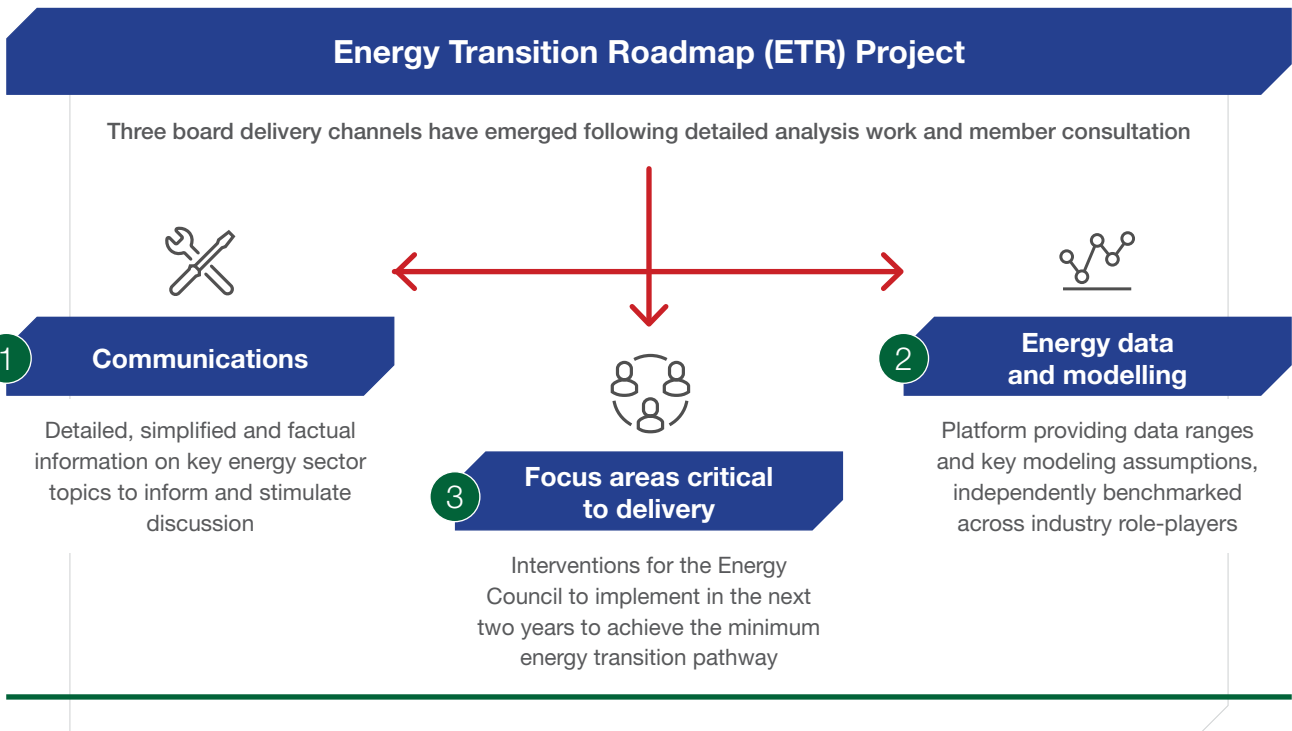 Energy Transition Roadmap (ETR) Project
Three board delivery channels have emerged following detailed analysis work and member consultation
1
Communications
Detailed, simplified and factual
information on key energy sector
topics to inform and stimulate
discussion
2
Energy data
and modelling
Platform providing data ranges
and key modeling assumptions,
independently benchmarked
across industry role-players
3
Focus areas critical
to delivery
Interventions for the Energy
Council to implement in the next
two years to achieve the minimum
energy transition pathway